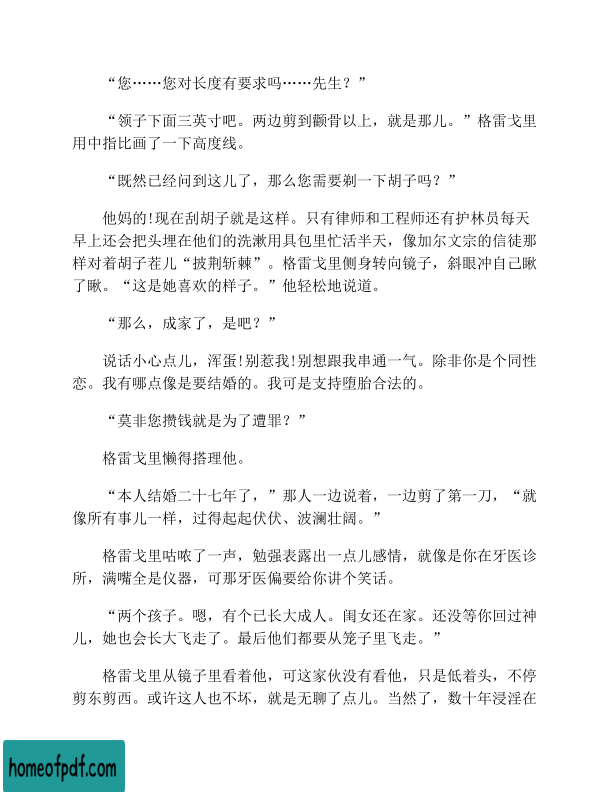 “您……您对长度有要求吗……先生？”
“领子下面三英寸吧。两边剪到颧骨以上，就是那儿。”格雷戈里
用中指比画了一下高度线。
“既然已经问到这儿了，那么您需要剃一下胡子吗？”
他妈的!现在刮胡子就是这样。只有律师和工程师还有护林员每天
早上还会把头埋在他们的洗漱用具包里忙活半天，像加尔文宗的信徒那
样对着胡子茬儿“披荆斩棘”。格雷戈里侧身转向镜子，斜眼冲自己瞅
了瞅。“这是她喜欢的样子。”他轻松地说道。
“那么，成家了，是吧？”
说话小心点儿，浑蛋!别惹我!别想跟我串通一气。除非你是个同性
恋。我有哪点像是要结婚的。我可是支持堕胎合法的。
“莫非您攒钱就是为了遭罪？”
格雷戈里懒得搭理他。
“本人结婚二十七年了，”那人一边说着，一边剪了第一刀，“就
像所有事儿一样，过得起起伏伏、波澜壮阔。”
格雷戈里咕哝了一声，勉强表露出一点儿感情，就像是你在牙医诊
所，满嘴全是仪器，可那牙医偏要给你讲个笑话。
“两个孩子。嗯，有个已长大成人。闺女还在家。还没等你回过神
儿，她也会长大飞走了。最后他们都要从笼子里飞走。”
格雷戈里从镜子里看着他，可这家伙没有看他，只是低着头，不停
剪东剪西。或许这人也不坏，就是无聊了点儿。当然了，数十年浸淫在
homeofpdf.com